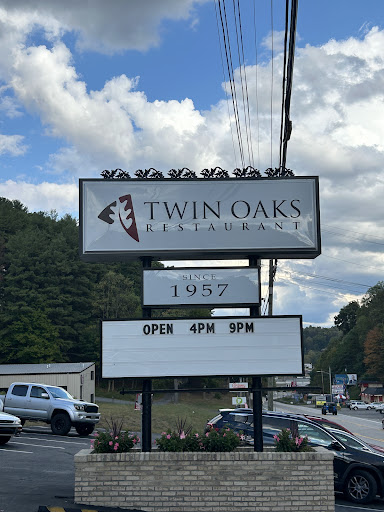 TWIN OAKS
RESTAURANT
SINCE
1957
OPEN 4PM 9PM